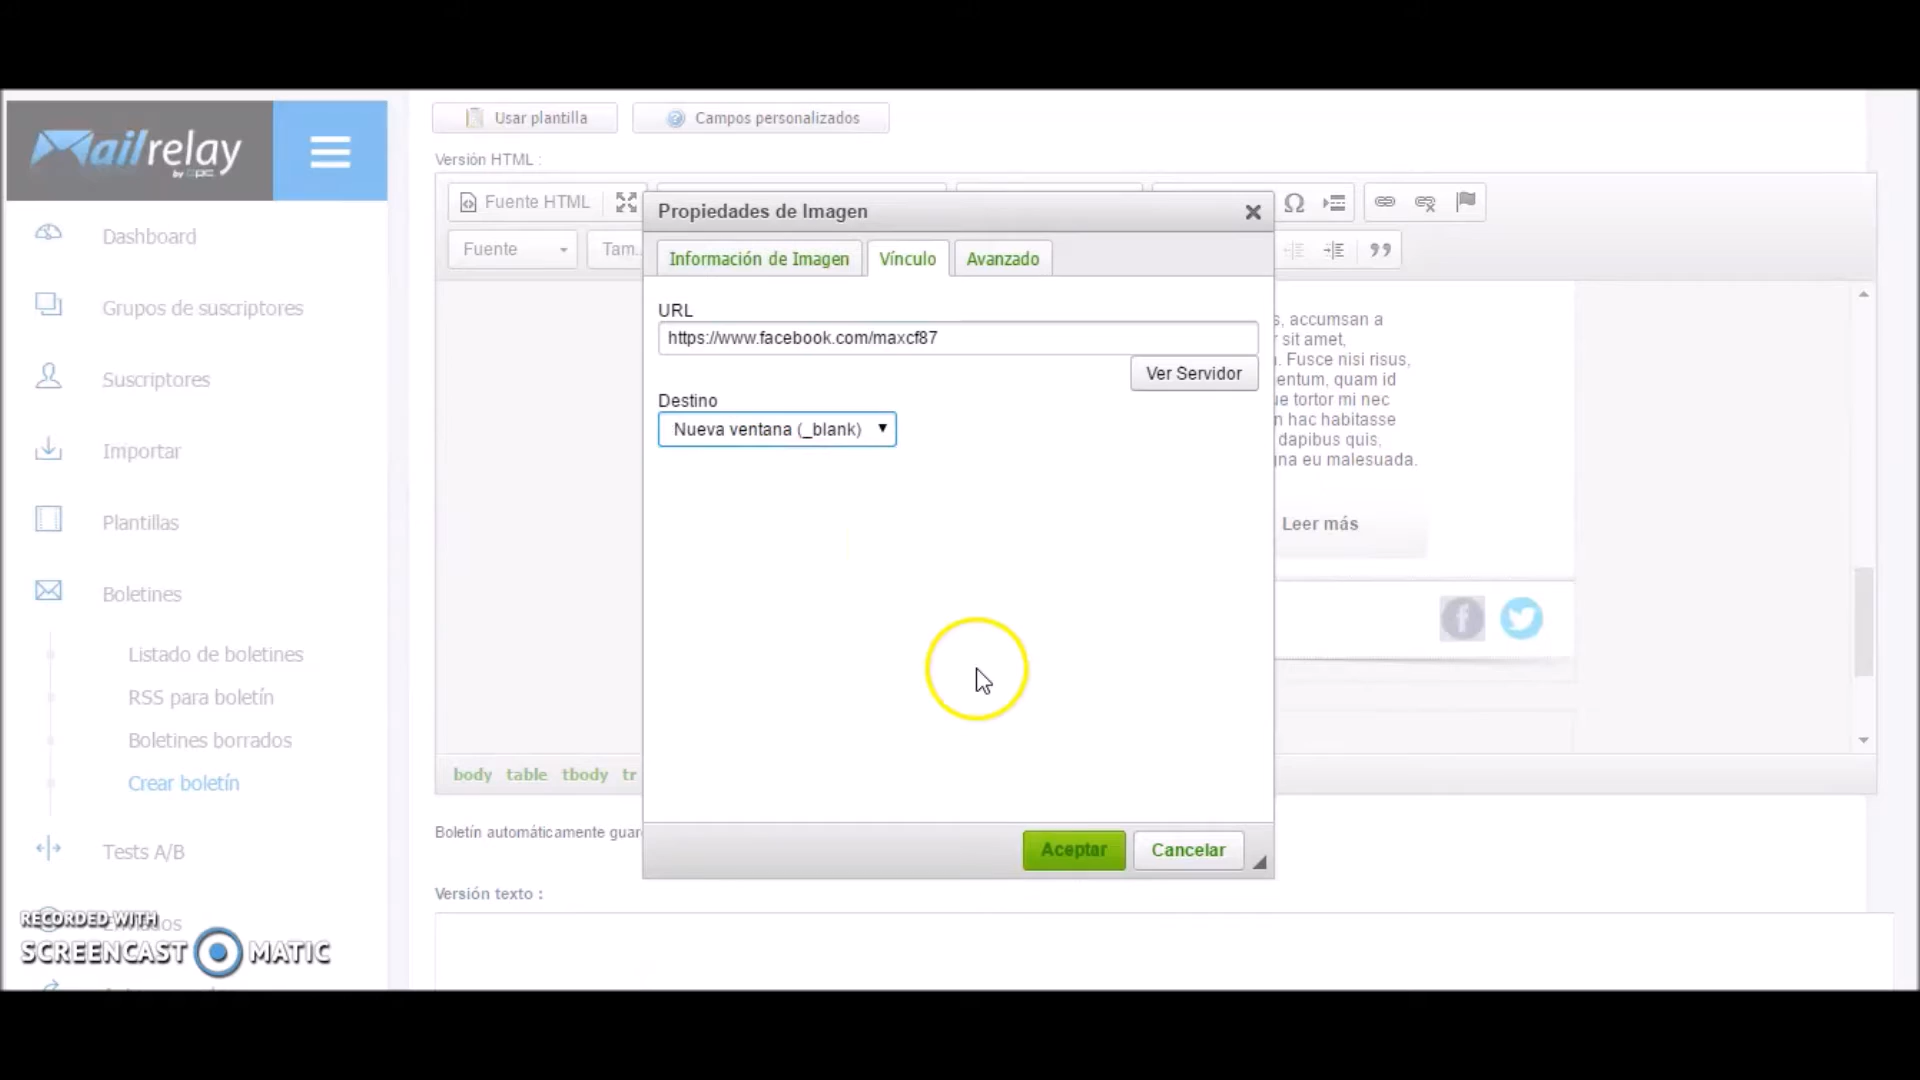 Mailrelay
by cpc
Dashboard
Grupos de suscriptores
Suscriptores
Importar
Plantillas
Boletines
Listado de boletines
RSS para boletín
Boletines borrados
Crear boletín
Tests A/B
RECORDED WITH
SCREENCAST MATIC
Usar plantilla
Campos personalizados
Versión HTML :
Fuente HTML
Fuente
Tam...
Propiedades de Imagen
Información de Imagen
Vínculo
Avanzado
URL
https://www.facebook.com/maxcf87
Ver Servidor
Destino
Nueva ventana (_blank)
Aceptar
Cancelar
s, accumsan a
r sit amet,
. Fusce nisi risus,
entum, quam id
ue tortor mi nec
n hac habitasse
dapibus quis,
gna eu malesuada.
Leer más
body table tbody tr
Boletín automáticamente guar
Versión texto :